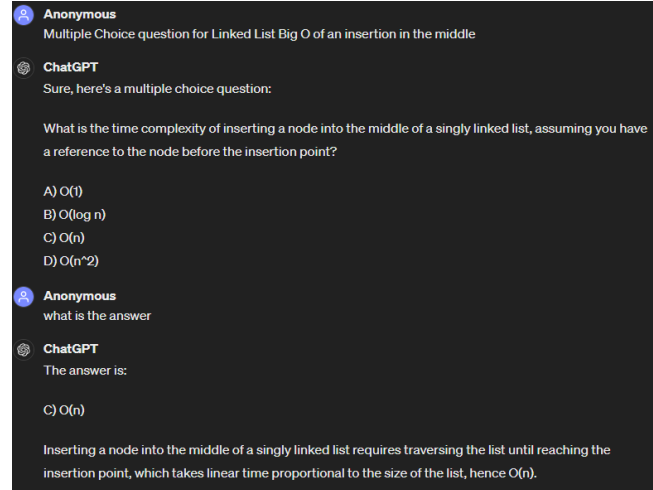 Anonymous
Multiple Choice question for Linked List Big O of an insertion in the middle
ChatGPT
Sure, here's a multiple choice question:
What is the time complexity of inserting a node into the middle of a singly linked list, assuming you have
a reference to the node before the insertion point?
A) O(1)
B) O(log n)
C) O(n)
D) O(n^2)
Anonymous
what is the answer
ChatGPT
The answer is:
C) O(n)
Inserting a node into the middle of a singly linked list requires traversing the list until reaching the
insertion point, which takes linear time proportional to the size of the list, hence O(n).